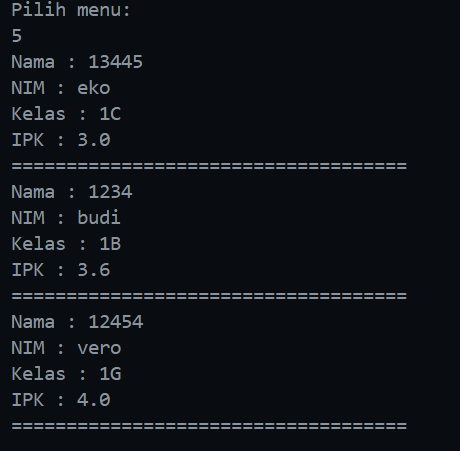 Pilih menu:
5
Nama : 13445
NIM : eko
Kelas : 1C
IPK : 3.0
====================================
Nama : 1234
NIM : budi
Kelas : 1B
IPK : 3.6
====================================
Nama : 12454
NIM : vero
Kelas : 1G
IPK : 4.0
====================================